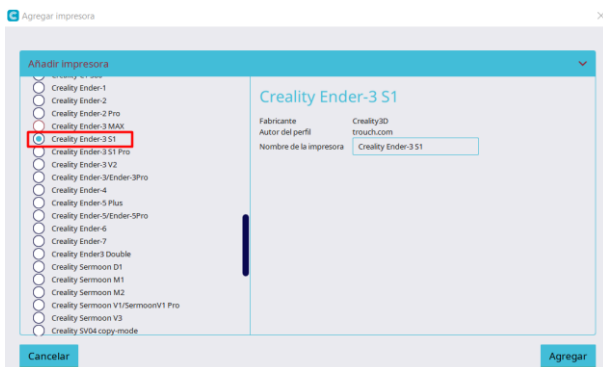 Agregar impresora
Añadir impresora
Creality Ender-1
Creality Ender-2
Creality Ender-2 Pro
Creality Ender-3 MAX
Creality Ender-3 S1
Creality Ender-3 S1 Pro
Creality Ender-3 V2
Creality Ender-3/Ender-3Pro
Creality Ender-4
Creality Ender-5 Plus
Creality Ender-5/Ender-5Pro
Creality Ender-6
Creality Ender-7
Creality Ender3 Double
Creality Sermoon D1
Creality Sermoon M1
Creality Sermoon M2
Creality Sermoon V1/SermoonV1 Pro
Creality Sermoon V3
Creality SV04 copy-mode
Creality Ender-3 S1
Fabricante Creality3D
Autor del perfil trouch.com
Nombre de la impresora Creality Ender-3 S1
Cancelar
Agregar